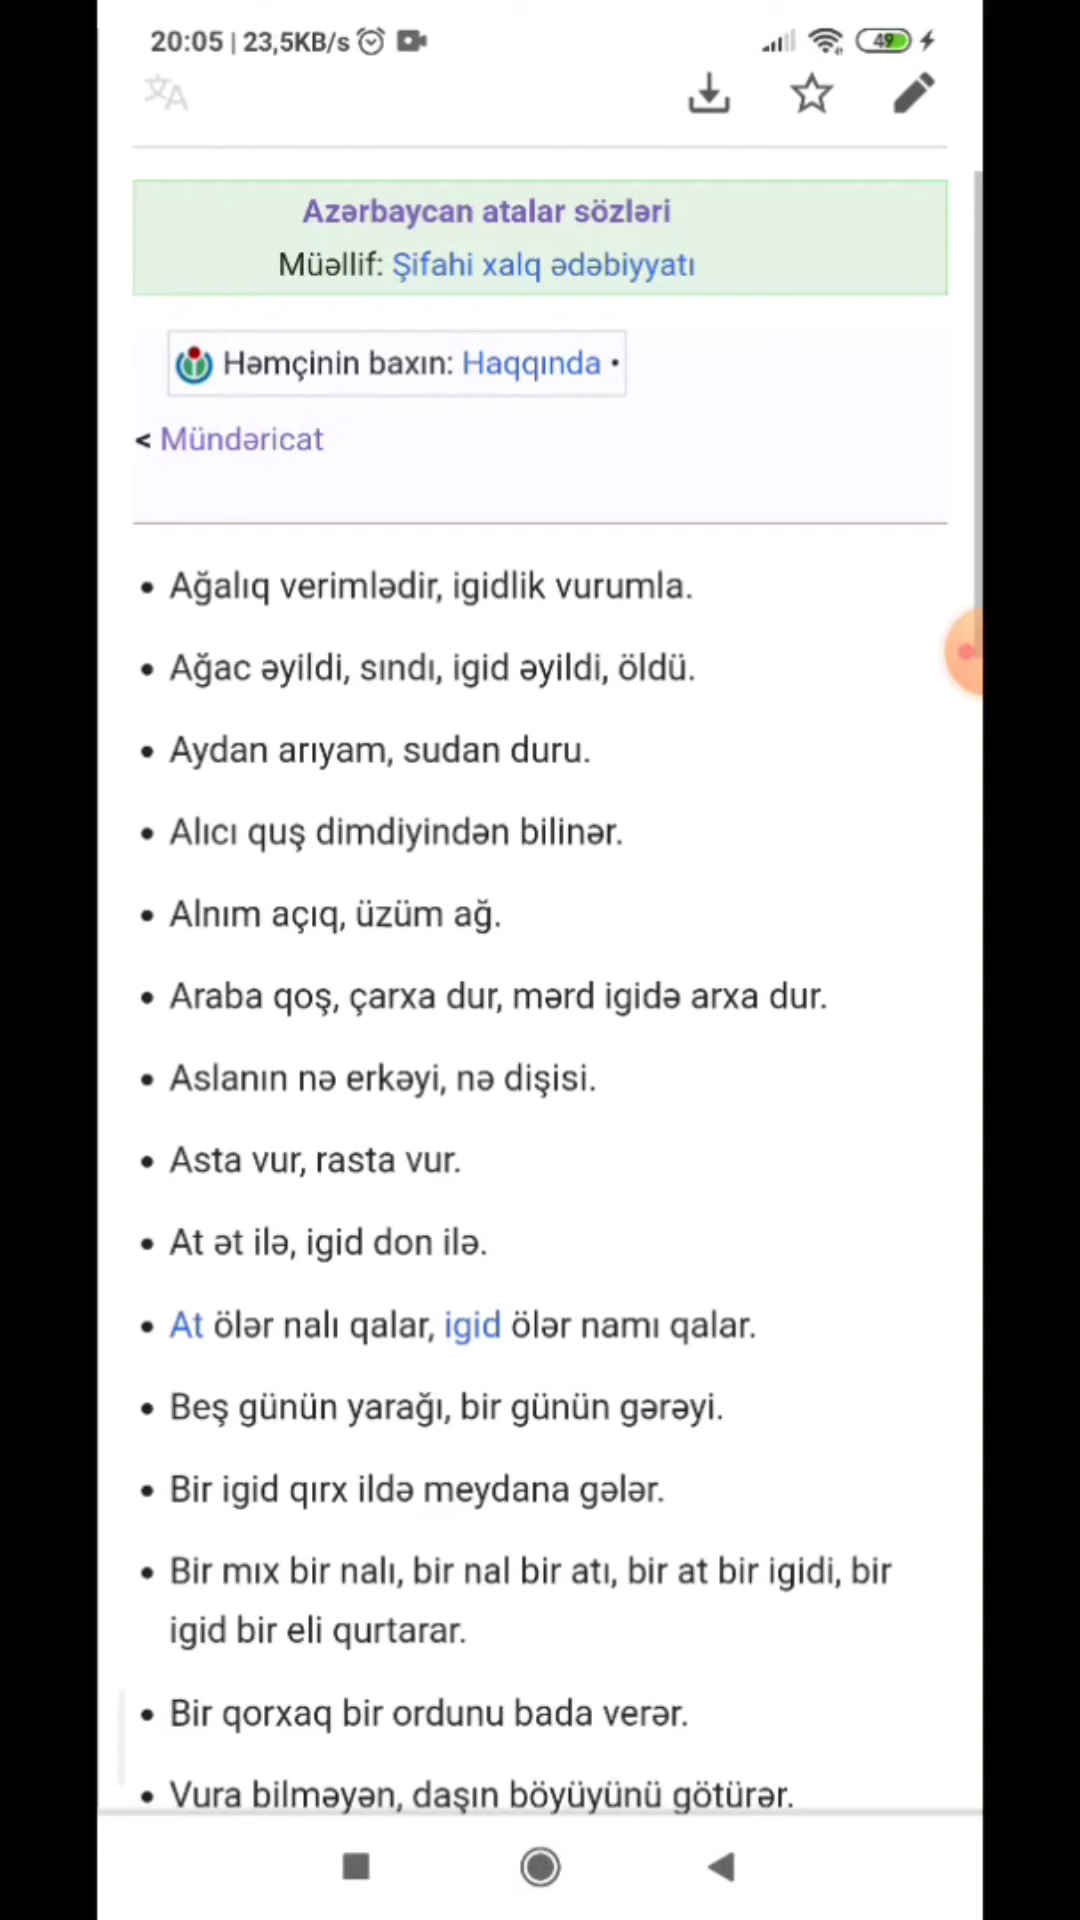 20:05 | 23,5KB/s
49
Azərbaycan atalar sözləri
Müəllif: Şifahi xalq ədəbiyyatı
Həmçinin baxın: Haqqında •
< Mündəricat
• Ağalıq verimlədir, igidlik vurumla.
• Ağac əyildi, sındı, igid əyildi, öldü.
• Aydan arıyam, sudan duru.
• Alıcı quş dimdiyindən bilinər.
• Alnım açıq, üzüm ağ.
• Araba qoş, çarxa dur, mərd igidə arxa dur.
• Aslanın nə erkəyi, nə dişisi.
• Asta vur, rasta vur.
• At ət ilə, igid don ilə.
• At ölər nalı qalar, igid ölər namı qalar.
• Beş günün yarağı, bir günün gərəyi.
• Bir igid qırx ildə meydana gələr.
• Bir mıx bir nalı, bir nal bir atı, bir at bir igidi, bir
igid bir eli qurtarar.
• Bir qorxaq bir ordunu bada verər.
• Vura bilməyən, daşın böyüyünü götürər.